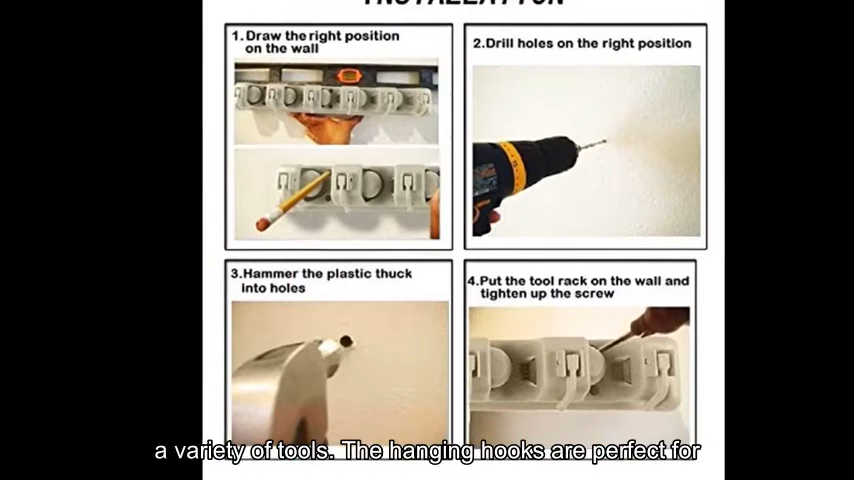 INSTALLATION
1. Draw the right position
on the wall
2.Drill holes on the right position
3.Hammer the plastic thuck
into holes
4.Put the tool rack on the wall and
tighten up the screw
a variety of tools. The hanging hooks are perfect for